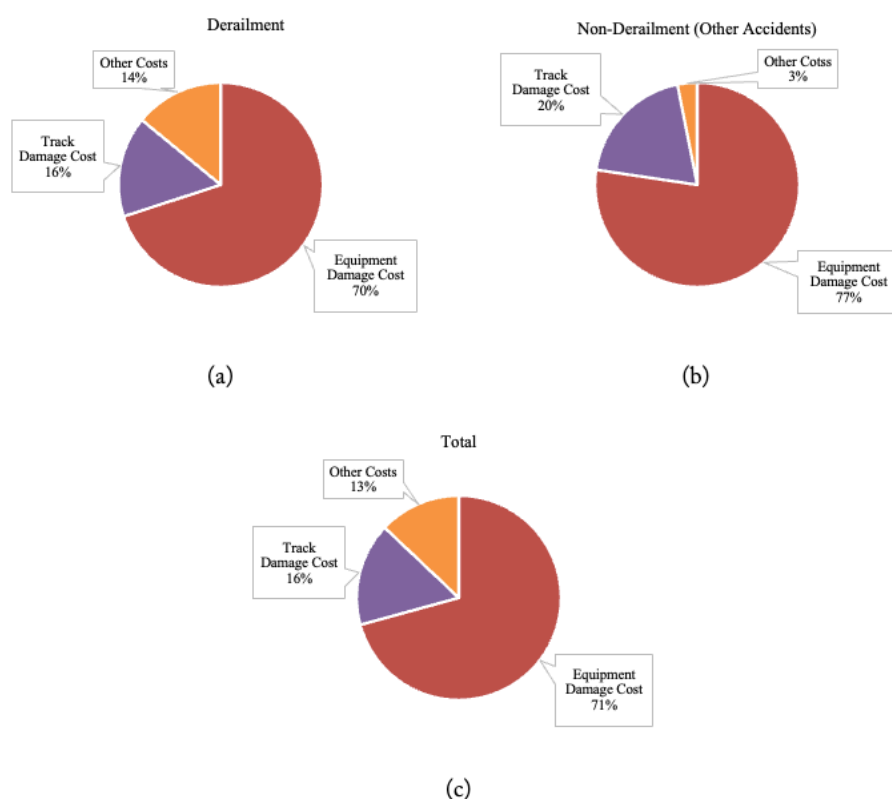 Derailment
Other Costs
14%
Track
Damage Cost
16%
Equipment
Damage Cost
70%
(a)
Non-Derailment (Other Accidents)
Other Cotss
3%
Track
Damage Cost
20%
Equipment
Damage Cost
77%
(b)
Total
Other Costs
13%
Track
Damage Cost
16%
Equipment
Damage Cost
71%
(c)